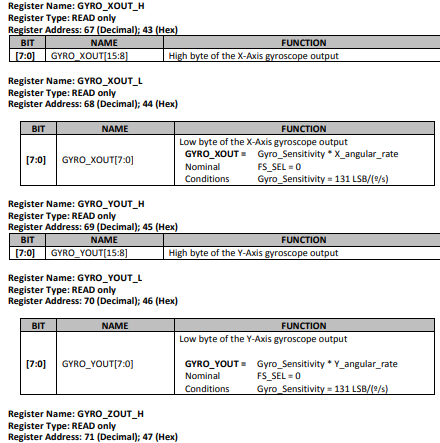 Register Name: GYRO_XOUT_H
Register Type: READ only
Register Address: 67 (Decimal); 43 (Hex)
BIT NAME FUNCTION
[7:0] GYRO_XOUT[15:8] High byte of the X-Axis gyroscope output
Register Name: GYRO_XOUT_L
Register Type: READ only
Register Address: 68 (Decimal); 44 (Hex)
BIT NAME FUNCTION
[7:0] GYRO_XOUT[7:0] Low byte of the X-Axis gyroscope output
GYRO_XOUT = Gyro_Sensitivity * X_angular_rate
Nominal FS_SEL = 0
Conditions Gyro_Sensitivity = 131 LSB/(º/s)
Register Name: GYRO_YOUT_H
Register Type: READ only
Register Address: 69 (Decimal); 45 (Hex)
BIT NAME FUNCTION
[7:0] GYRO_YOUT[15:8] High byte of the Y-Axis gyroscope output
Register Name: GYRO_YOUT_L
Register Type: READ only
Register Address: 70 (Decimal); 46 (Hex)
BIT NAME FUNCTION
[7:0] GYRO_YOUT[7:0] Low byte of the Y-Axis gyroscope output
GYRO_YOUT = Gyro_Sensitivity * Y_angular_rate
Nominal FS_SEL = 0
Conditions Gyro_Sensitivity = 131 LSB/(º/s)
Register Name: GYRO_ZOUT_H
Register Type: READ only
Register Address: 71 (Decimal); 47 (Hex)